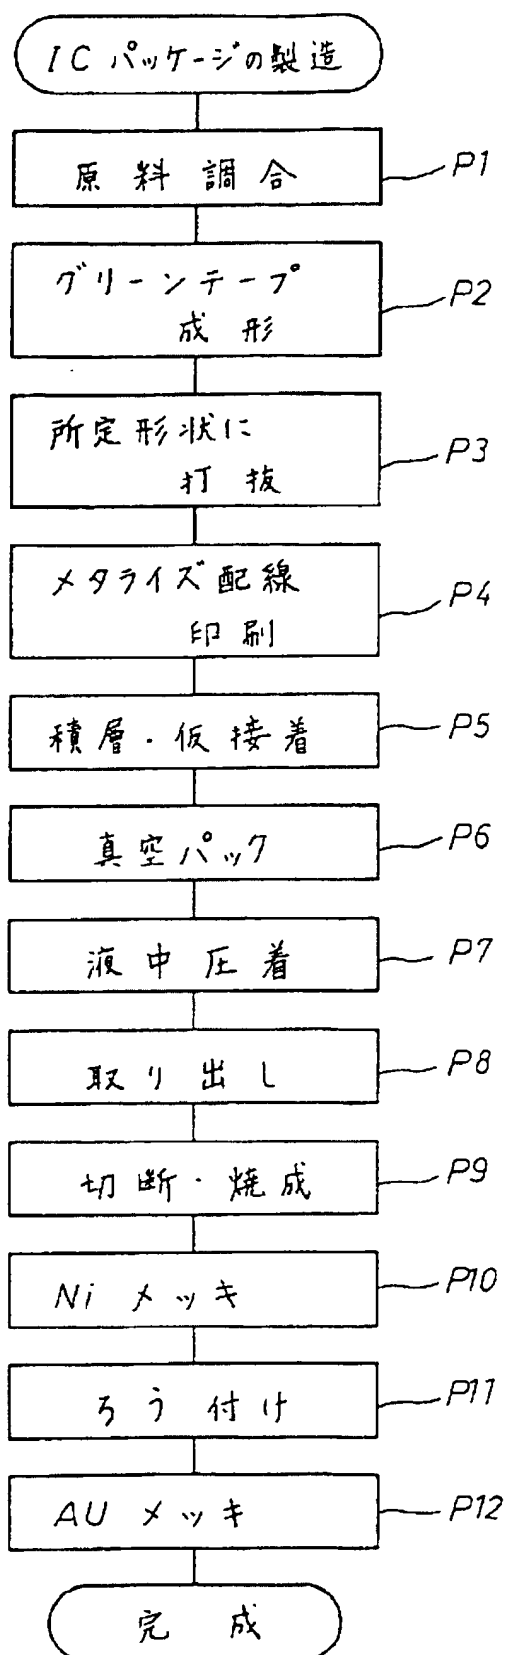 ICパッケージの製造
原料調合
P1
グリーンテープ
成形
P2
所定形状に
打抜
P3
メタライズ配線
印刷
P4
積層・仮接着
P5
真空パック
P6
液中圧着
P7
取り出し
P8
切断・焼成
P9
Niメッキ
P10
ろう付け
P11
AUメッキ
P12
完成